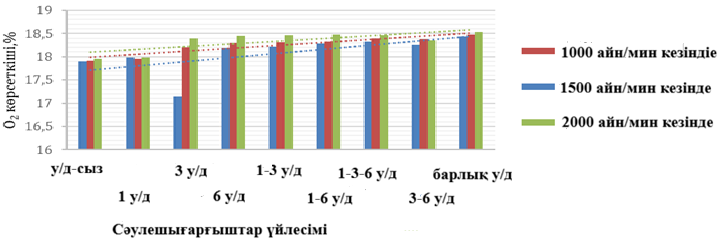 19
18,5
18
17,5
17
16,5
16
O2 көрсеткіші,%
у/д-сыз
1 у/д
3 у/д
6 у/д
1-3 у/д
1-6 у/д
1-3-6 у/д
3-6 у/д
барлық у/д
Сәулешығарғыштар үйлесімі
1000 айн/мин кезіндіе
1500 айн/мин кезінде
2000 айн/мин кезінде